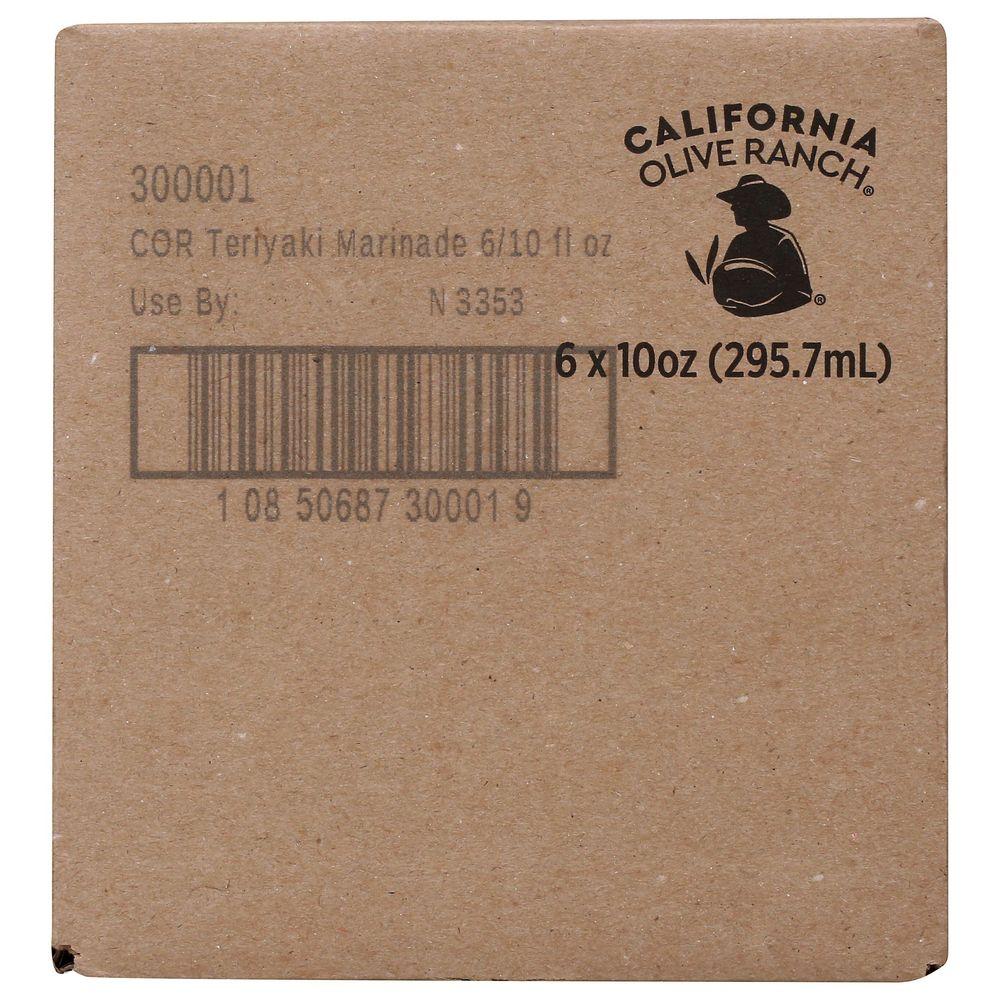 CALIFORNIA
OLIVE RANCH®
®
300001
COR Teriyaki Marinade 6/10 fl oz
Use By: N 3353
6 x 10oz (295.7mL)
1 08 50687 30001 9